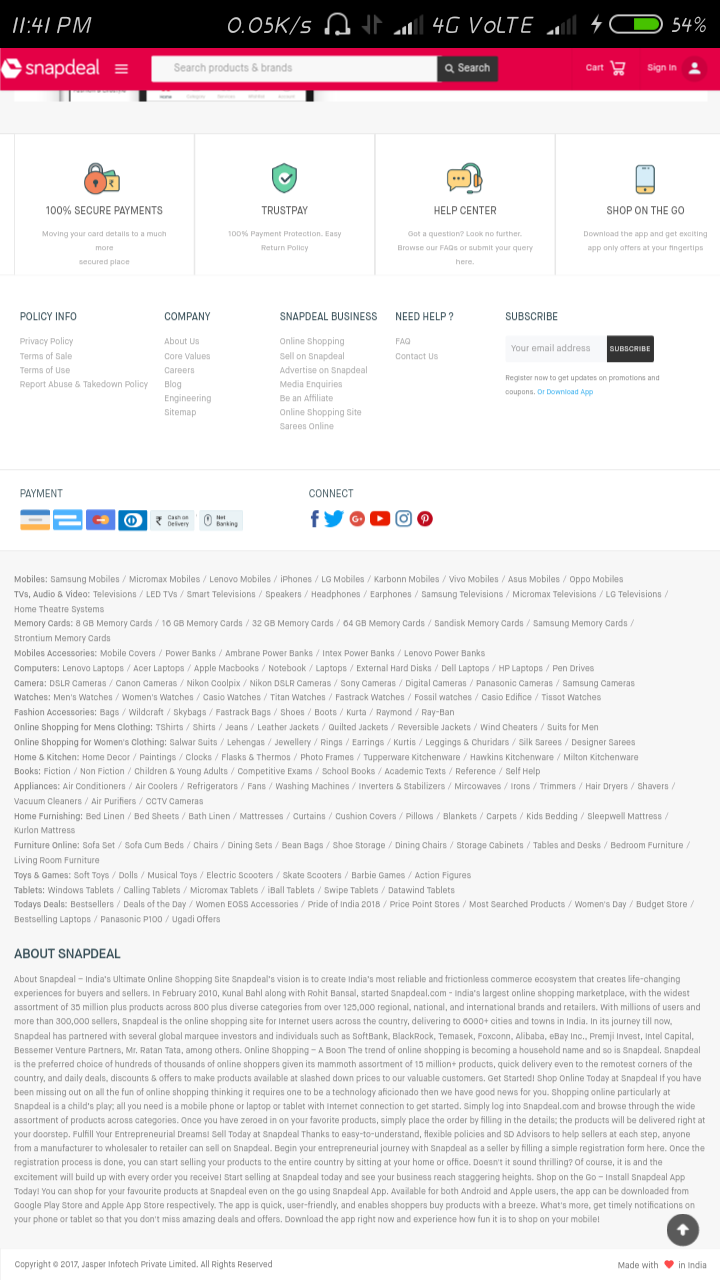 11:41 PM 0.05K/s 4G VoLTE 54%
snapdeal Search products & brands Search Cart Sign In
100% SECURE PAYMENTS TRUSTPAY HELP CENTER SHOP ON THE GO
Moving your card details to a much more secured place
100% Payment Protection. Easy Return Policy
Got a question? Look no further. Browse our FAQs or submit your query here.
Download the app and get exciting app only offers at your fingertips
POLICY INFO
Privacy Policy
Terms of Sale
Terms of Use
Report Abuse & Takedown Policy
COMPANY
About Us
Core Values
Careers
Blog
Engineering
Sitemap
SNAPDEAL BUSINESS
Online Shopping
Sell on Snapdeal
Advertise on Snapdeal
Media Enquiries
Be an Affiliate
Online Shopping Site
Sarees Online
NEED HELP ?
FAQ
Contact Us
SUBSCRIBE
Your email address SUBSCRIBE
Register now to get updates on promotions and
coupons. Or Download App
PAYMENT CONNECT
Cash on Delivery
Net Banking
Mobiles: Samsung Mobiles / Micromax Mobiles / Lenovo Mobiles / iPhones / LG Mobiles / Karbonn Mobiles / Vivo Mobiles / Asus Mobiles / Oppo Mobiles
TVs, Audio & Video: Televisions / LED TVs / Smart Televisions / Speakers / Headphones / Earphones / Samsung Televisions / Micromax Televisions / LG Televisions /
Home Theatre Systems
Memory Cards: 8 GB Memory Cards / 16 GB Memory Cards / 32 GB Memory Cards / 64 GB Memory Cards / Sandisk Memory Cards / Samsung Memory Cards /
Strontium Memory Cards
Mobiles Accessories: Mobile Covers / Power Banks / Ambrane Power Banks / Intex Power Banks / Lenovo Power Banks
Computers: Lenovo Laptops / Acer Laptops / Apple Macbooks / Notebook / Laptops / External Hard Disks / Dell Laptops / HP Laptops / Pen Drives
Camera: DSLR Cameras / Canon Cameras / Nikon Coolpix / Nikon DSLR Cameras / Sony Cameras / Digital Cameras / Panasonic Cameras / Samsung Cameras
Watches: Men's Watches / Women's Watches / Casio Watches / Titan Watches / Fastrack Watches / Fossil watches / Casio Edifice / Tissot Watches
Fashion Accessories: Bags / Wildcraft / Skybags / Fastrack Bags / Shoes / Boots / Kurta / Raymond / Ray-Ban
Online Shopping for Mens Clothing: TShirts / Shirts / Jeans / Leather Jackets / Quilted Jackets / Reversible Jackets / Wind Cheaters / Suits for Men
Online Shopping for Women's Clothing: Salwar Suits / Lehengas / Jewellery / Rings / Earrings / Kurtis / Leggings & Churidars / Silk Sarees / Designer Sarees
Home & Kitchen: Home Decor / Paintings / Clocks / Flasks & Thermos / Photo Frames / Tupperware Kitchenware / Hawkins Kitchenware / Milton Kitchenware
Books: Fiction / Non Fiction / Children & Young Adults / Competitive Exams / School Books / Academic Texts / Reference / Self Help
Appliances: Air Conditioners / Air Coolers / Refrigerators / Fans / Washing Machines / Inverters & Stabilizers / Mircowaves / Irons / Trimmers / Hair Dryers / Shavers /
Vacuum Cleaners / Air Purifiers / CCTV Cameras
Home Furnishing: Bed Linen / Bed Sheets / Bath Linen / Mattresses / Curtains / Cushion Covers / Pillows / Blankets / Carpets / Kids Bedding / Sleepwell Mattress /
Kurlon Mattress
Furniture Online: Sofa Set / Sofa Cum Beds / Chairs / Dining Sets / Bean Bags / Shoe Storage / Dining Chairs / Storage Cabinets / Tables and Desks / Bedroom Furniture /
Living Room Furniture
Toys & Games: Soft Toys / Dolls / Musical Toys / Electric Scooters / Skate Scooters / Barbie Games / Action Figures
Tablets: Windows Tablets / Calling Tablets / Micromax Tablets / iBall Tablets / Swipe Tablets / Datawind Tablets
Todays Deals: Bestsellers / Deals of the Day / Women EOSS Accessories / Pride of India 2018 / Price Point Stores / Most Searched Products / Women's Day / Budget Store /
Bestselling Laptops / Panasonic P100 / Ugadi Offers
ABOUT SNAPDEAL
About Snapdeal – India's Ultimate Online Shopping Site Snapdeal's vision is to create India's most reliable and frictionless commerce ecosystem that creates life-changing
experiences for buyers and sellers. In February 2010, Kunal Bahl along with Rohit Bansal, started Snapdeal.com - India's largest online shopping marketplace, with the widest
assortment of 35 million plus products across 800 plus diverse categories from over 125,000 regional, national, and international brands and retailers. With millions of users and
more than 300,000 sellers, Snapdeal is the online shopping site for Internet users across the country, delivering to 6000+ cities and towns in India. In its journey till now,
Snapdeal has partnered with several global marquee investors and individuals such as SoftBank, BlackRock, Temasek, Foxconn, Alibaba, eBay Inc., Premji Invest, Intel Capital,
Bessemer Venture Partners, Mr. Ratan Tata, among others. Online Shopping – A Boon The trend of online shopping is becoming a household name and so is Snapdeal. Snapdeal
is the preferred choice of hundreds of thousands of online shoppers given its mammoth assortment of 15 million+ products, quick delivery even to the remotest corners of the
country, and daily deals, discounts & offers to make products available at slashed down prices to our valuable customers. Get Started! Shop Online Today at Snapdeal If you have
been missing out on all the fun of online shopping thinking it requires one to be a technology aficionado then we have good news for you. Shopping online particularly at
Snapdeal is a child's play; all you need is a mobile phone or laptop or tablet with Internet connection to get started. Simply log into Snapdeal.com and browse through the wide
assortment of products across categories. Once you have zeroed in on your favorite products, simply place the order by filling in the details; the products will be delivered right at
your doorstep. Fulfill Your Entrepreneurial Dreams! Sell Today at Snapdeal Thanks to easy-to-understand, flexible policies and SD Advisors to help sellers at each step, anyone
from a manufacturer to wholesaler to retailer can sell on Snapdeal. Begin your entrepreneurial journey with Snapdeal as a seller by filling a simple registration form here. Once the
registration process is done, you can start selling your products to the entire country by sitting at your home or office. Doesn't it sound thrilling? Of course, it is and the
excitement will build up with every order you receive! Start selling at Snapdeal today and see your business reach staggering heights. Shop on the Go – Install Snapdeal App
Today! You can shop for your favourite products at Snapdeal even on the go using Snapdeal App. Available for both Android and Apple users, the app can be downloaded from
Google Play Store and Apple App Store respectively. The app is quick, user-friendly, and enables shoppers buy products with a breeze. What's more, get timely notifications on
your phone or tablet so that you don't miss amazing deals and offers. Download the app right now and experience how fun it is to shop on your mobile!
Copyright © 2017, Jasper Infotech Private Limited. All Rights Reserved Made with in India